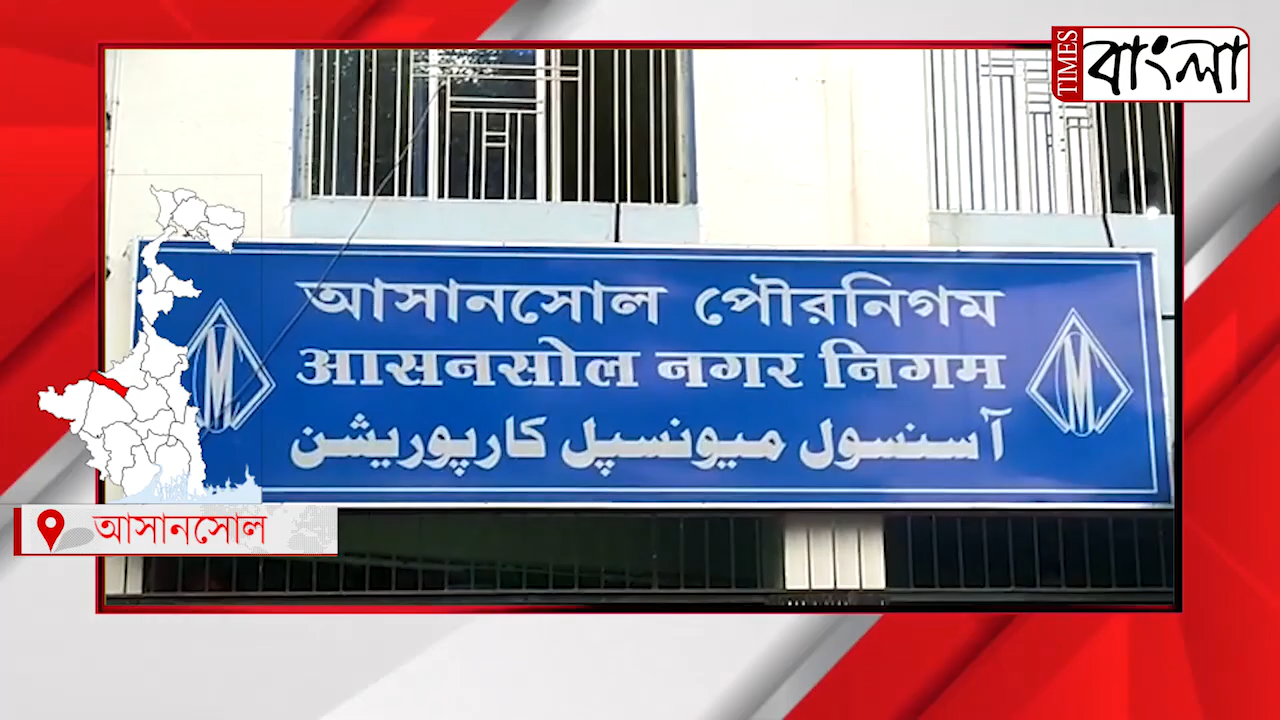 TIMES
বাংলা
আসানসোল পৌরনিগম
आसनसोल नगर निगम
آسنسول میونسپل کارپوریشن
আসানসোল